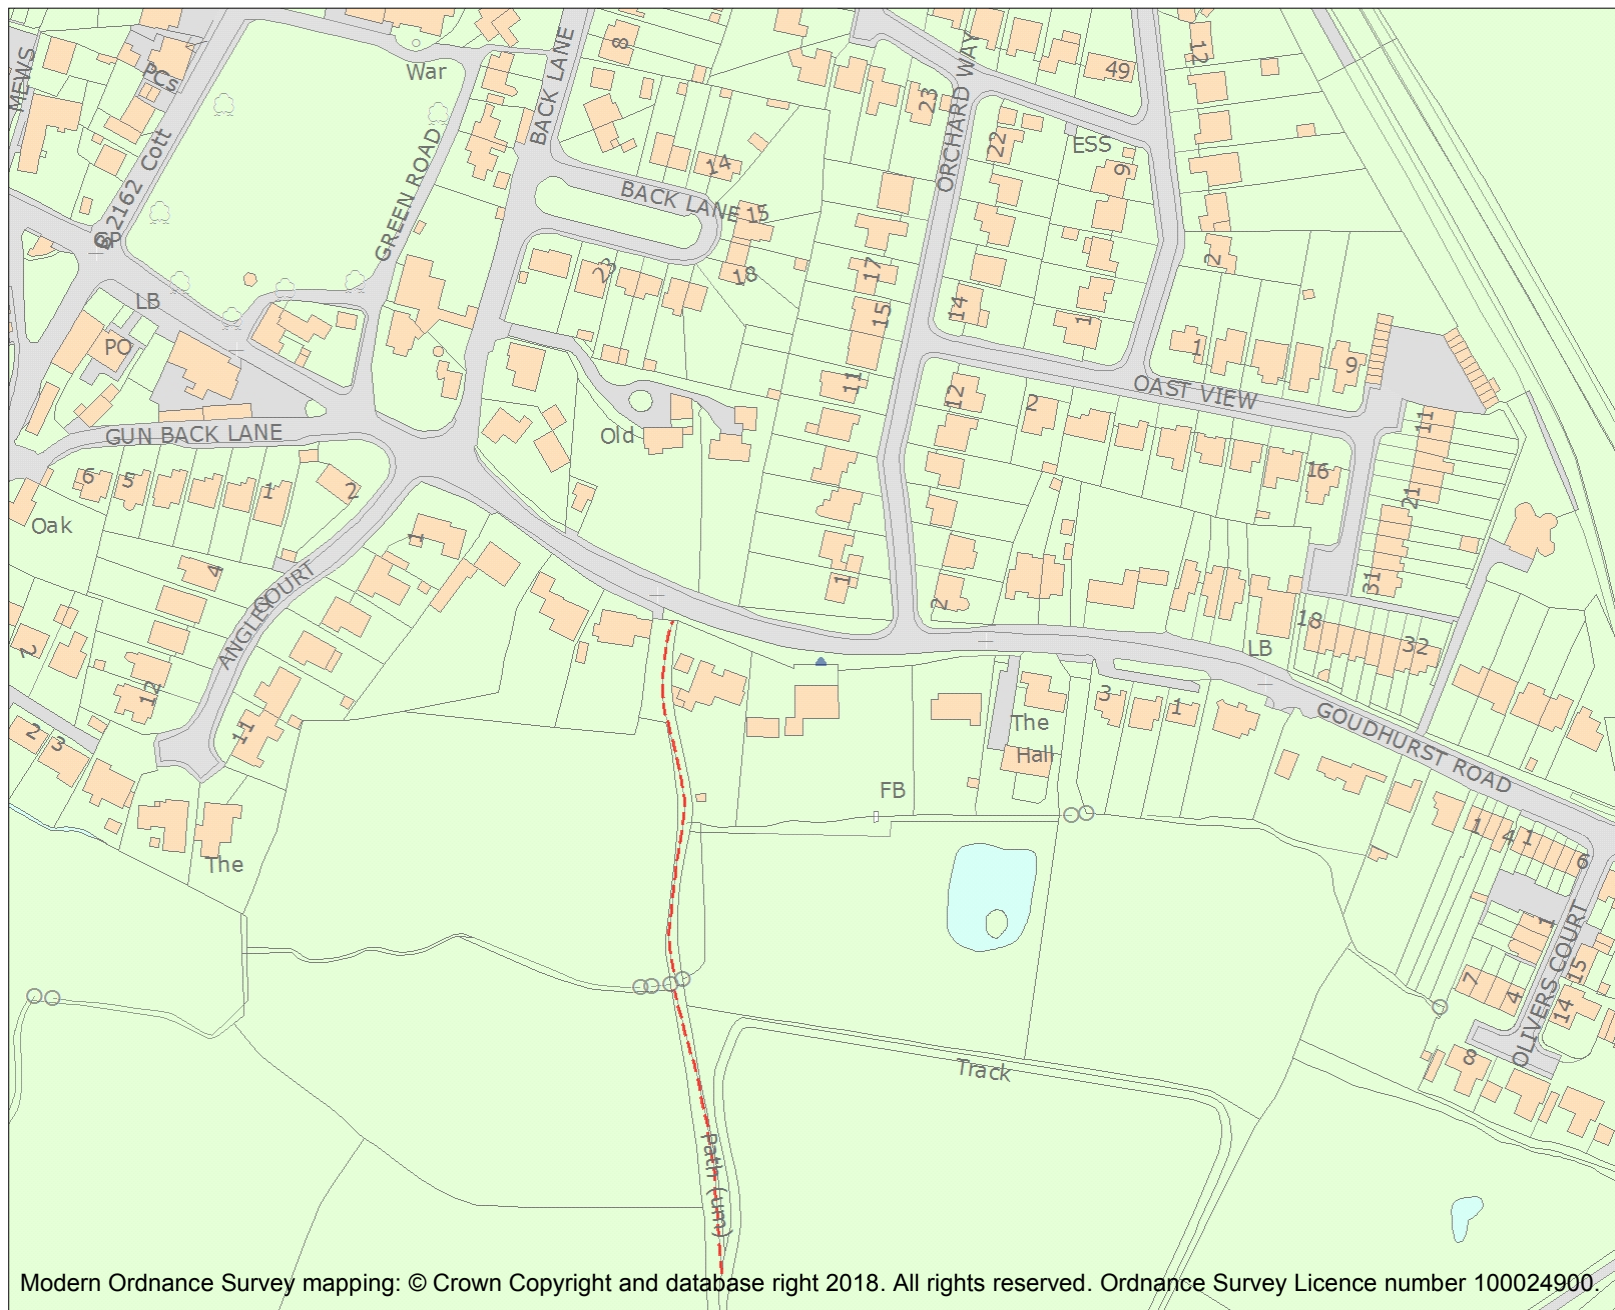 MEWS
PCs
War
BACK LANE
8
ORCHARD WAY
49
12
B 2162
Cott
GREEN ROAD
14
BACK LANE
15
18
23
23
22
ESS
9
GP
LB
PO
17
15
14
1
2
1
9
11
12
2
OAST VIEW
11
GUN BACK LANE
Old
16
21
31
6
5
1
2
Oak
1
4
ANGLEY COURT
1
2
18
32
LB
2
12
11
2
3
3
1
The
Hall
GOUDHURST ROAD
FB
The
1
4
1
6
1
7
4
15
14
8
OLIVERS COURT
Track
Path (um)
Modern Ordnance Survey mapping: © Crown Copyright and database right 2018. All rights reserved. Ordnance Survey Licence number 100024900.